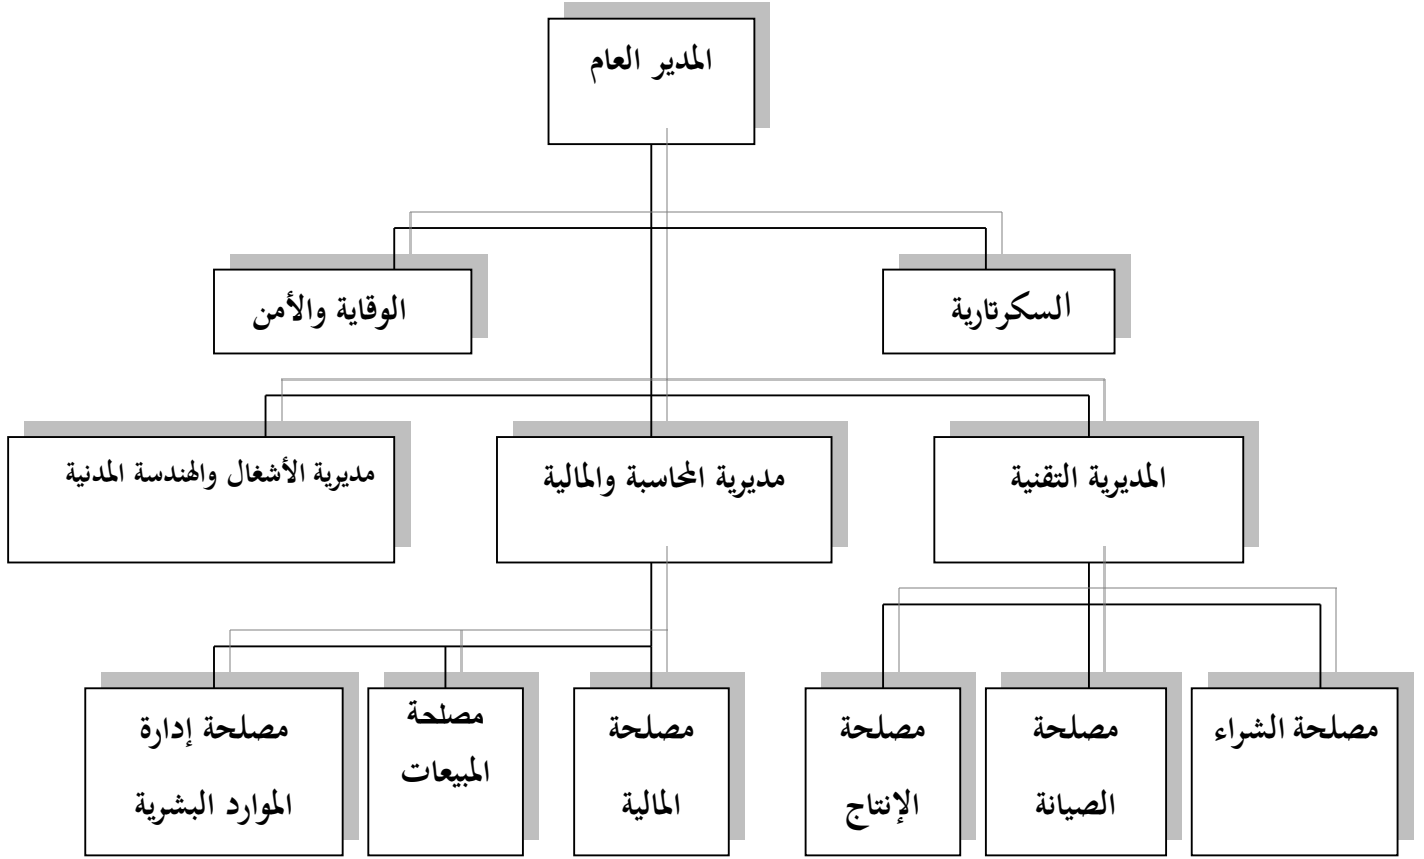 المدير العام
السكرتارية
الوقاية والأمن
المديرية التقنية
مديرية المحاسبة والمالية
مديرية الأشغال والهندسة المدنية
مصلحة الشراء
مصلحة
الصيانة
مصلحة
الإنتاج
مصلحة
المالية
مصلحة
المبيعات
مصلحة إدارة
الموارد البشرية